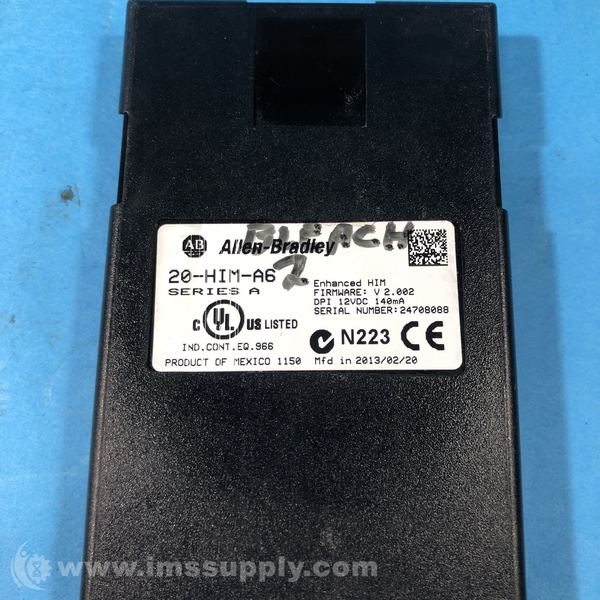 AB Allen-Bradley
BLEACH
2
20-HIM-A6
SERIES A
Enhanced HIM
FIRMWARE: V 2.002
DPI 12VDC 140mA
SERIAL NUMBER:24708088
C UL US LISTED
IND.CONT.EQ.966
N223 CE
PRODUCT OF MEXICO 1150 Mfd in 2013/02/20
www.imssupply.com